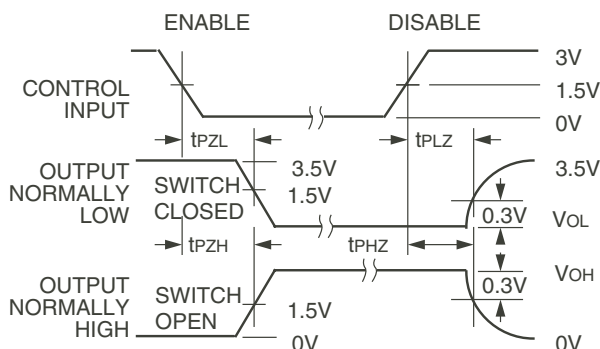 ENABLE DISABLE
3V
CONTROL
INPUT
1.5V
0V
tPZL tPLZ
OUTPUT
NORMALLY
LOW
SWITCH
CLOSED
3.5V
1.5V
3.5V
0.3V
VOL
tPZH tPHZ
OUTPUT
NORMALLY
HIGH
SWITCH
OPEN
1.5V
0V
0.3V
VOH
0V